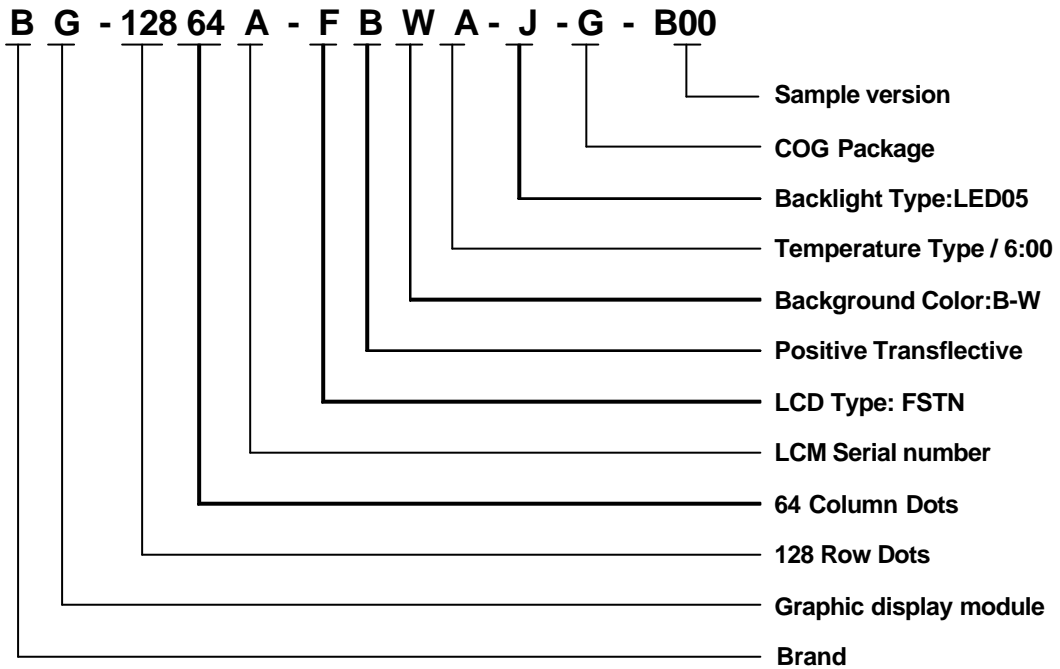 B G - 128 64 A - F B W A - J - G - B00
Sample version
COG Package
Backlight Type:LED05
Temperature Type / 6:00
Background Color:B-W
Positive Transflective
LCD Type: FSTN
LCM Serial number
64 Column Dots
128 Row Dots
Graphic display module
Brand